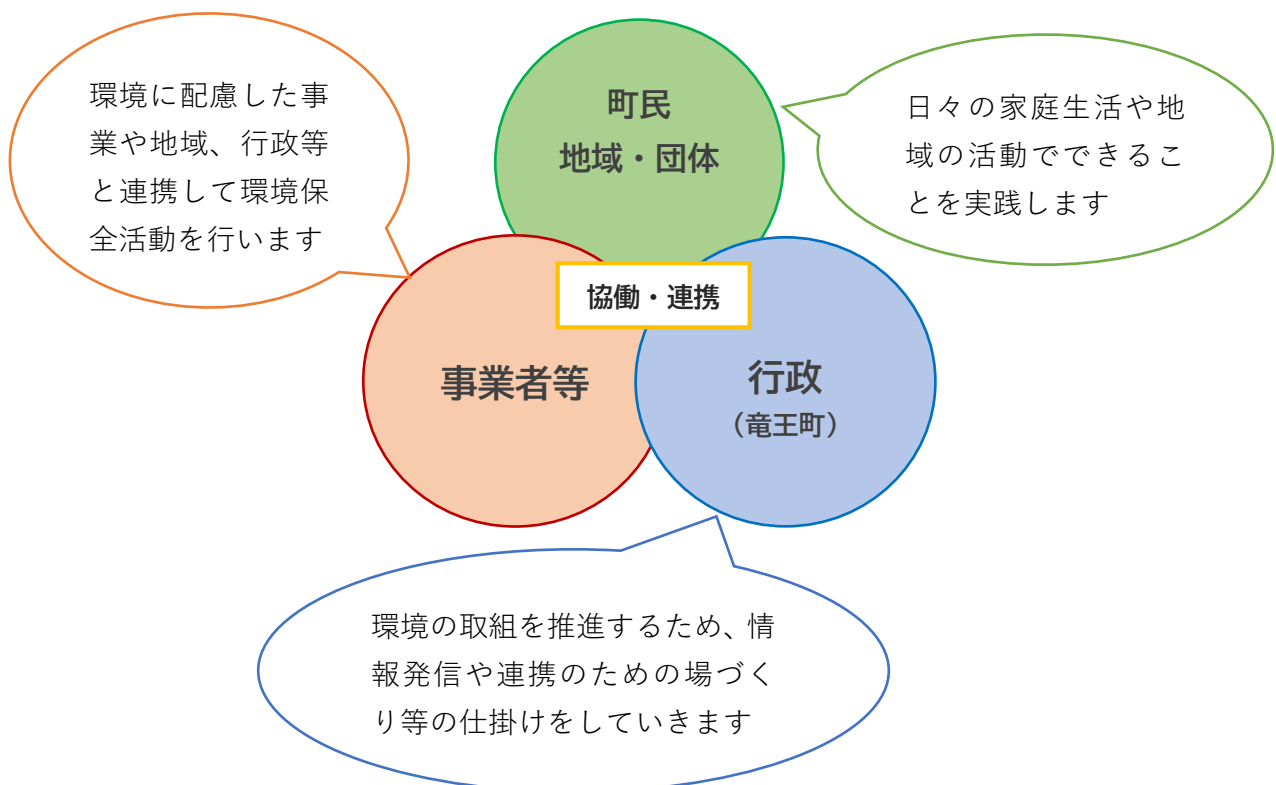 環境に配慮した事
業や地域、行政等
と連携して環境保
全活動を行います
町民
地域・団体
日々の家庭生活や地
域の活動でできるこ
とを実践します
協働・連携
事業者等
行政
（竜王町）
環境の取組を推進するため、情
報発信や連携のための場づく
り等の仕掛けをしていきます